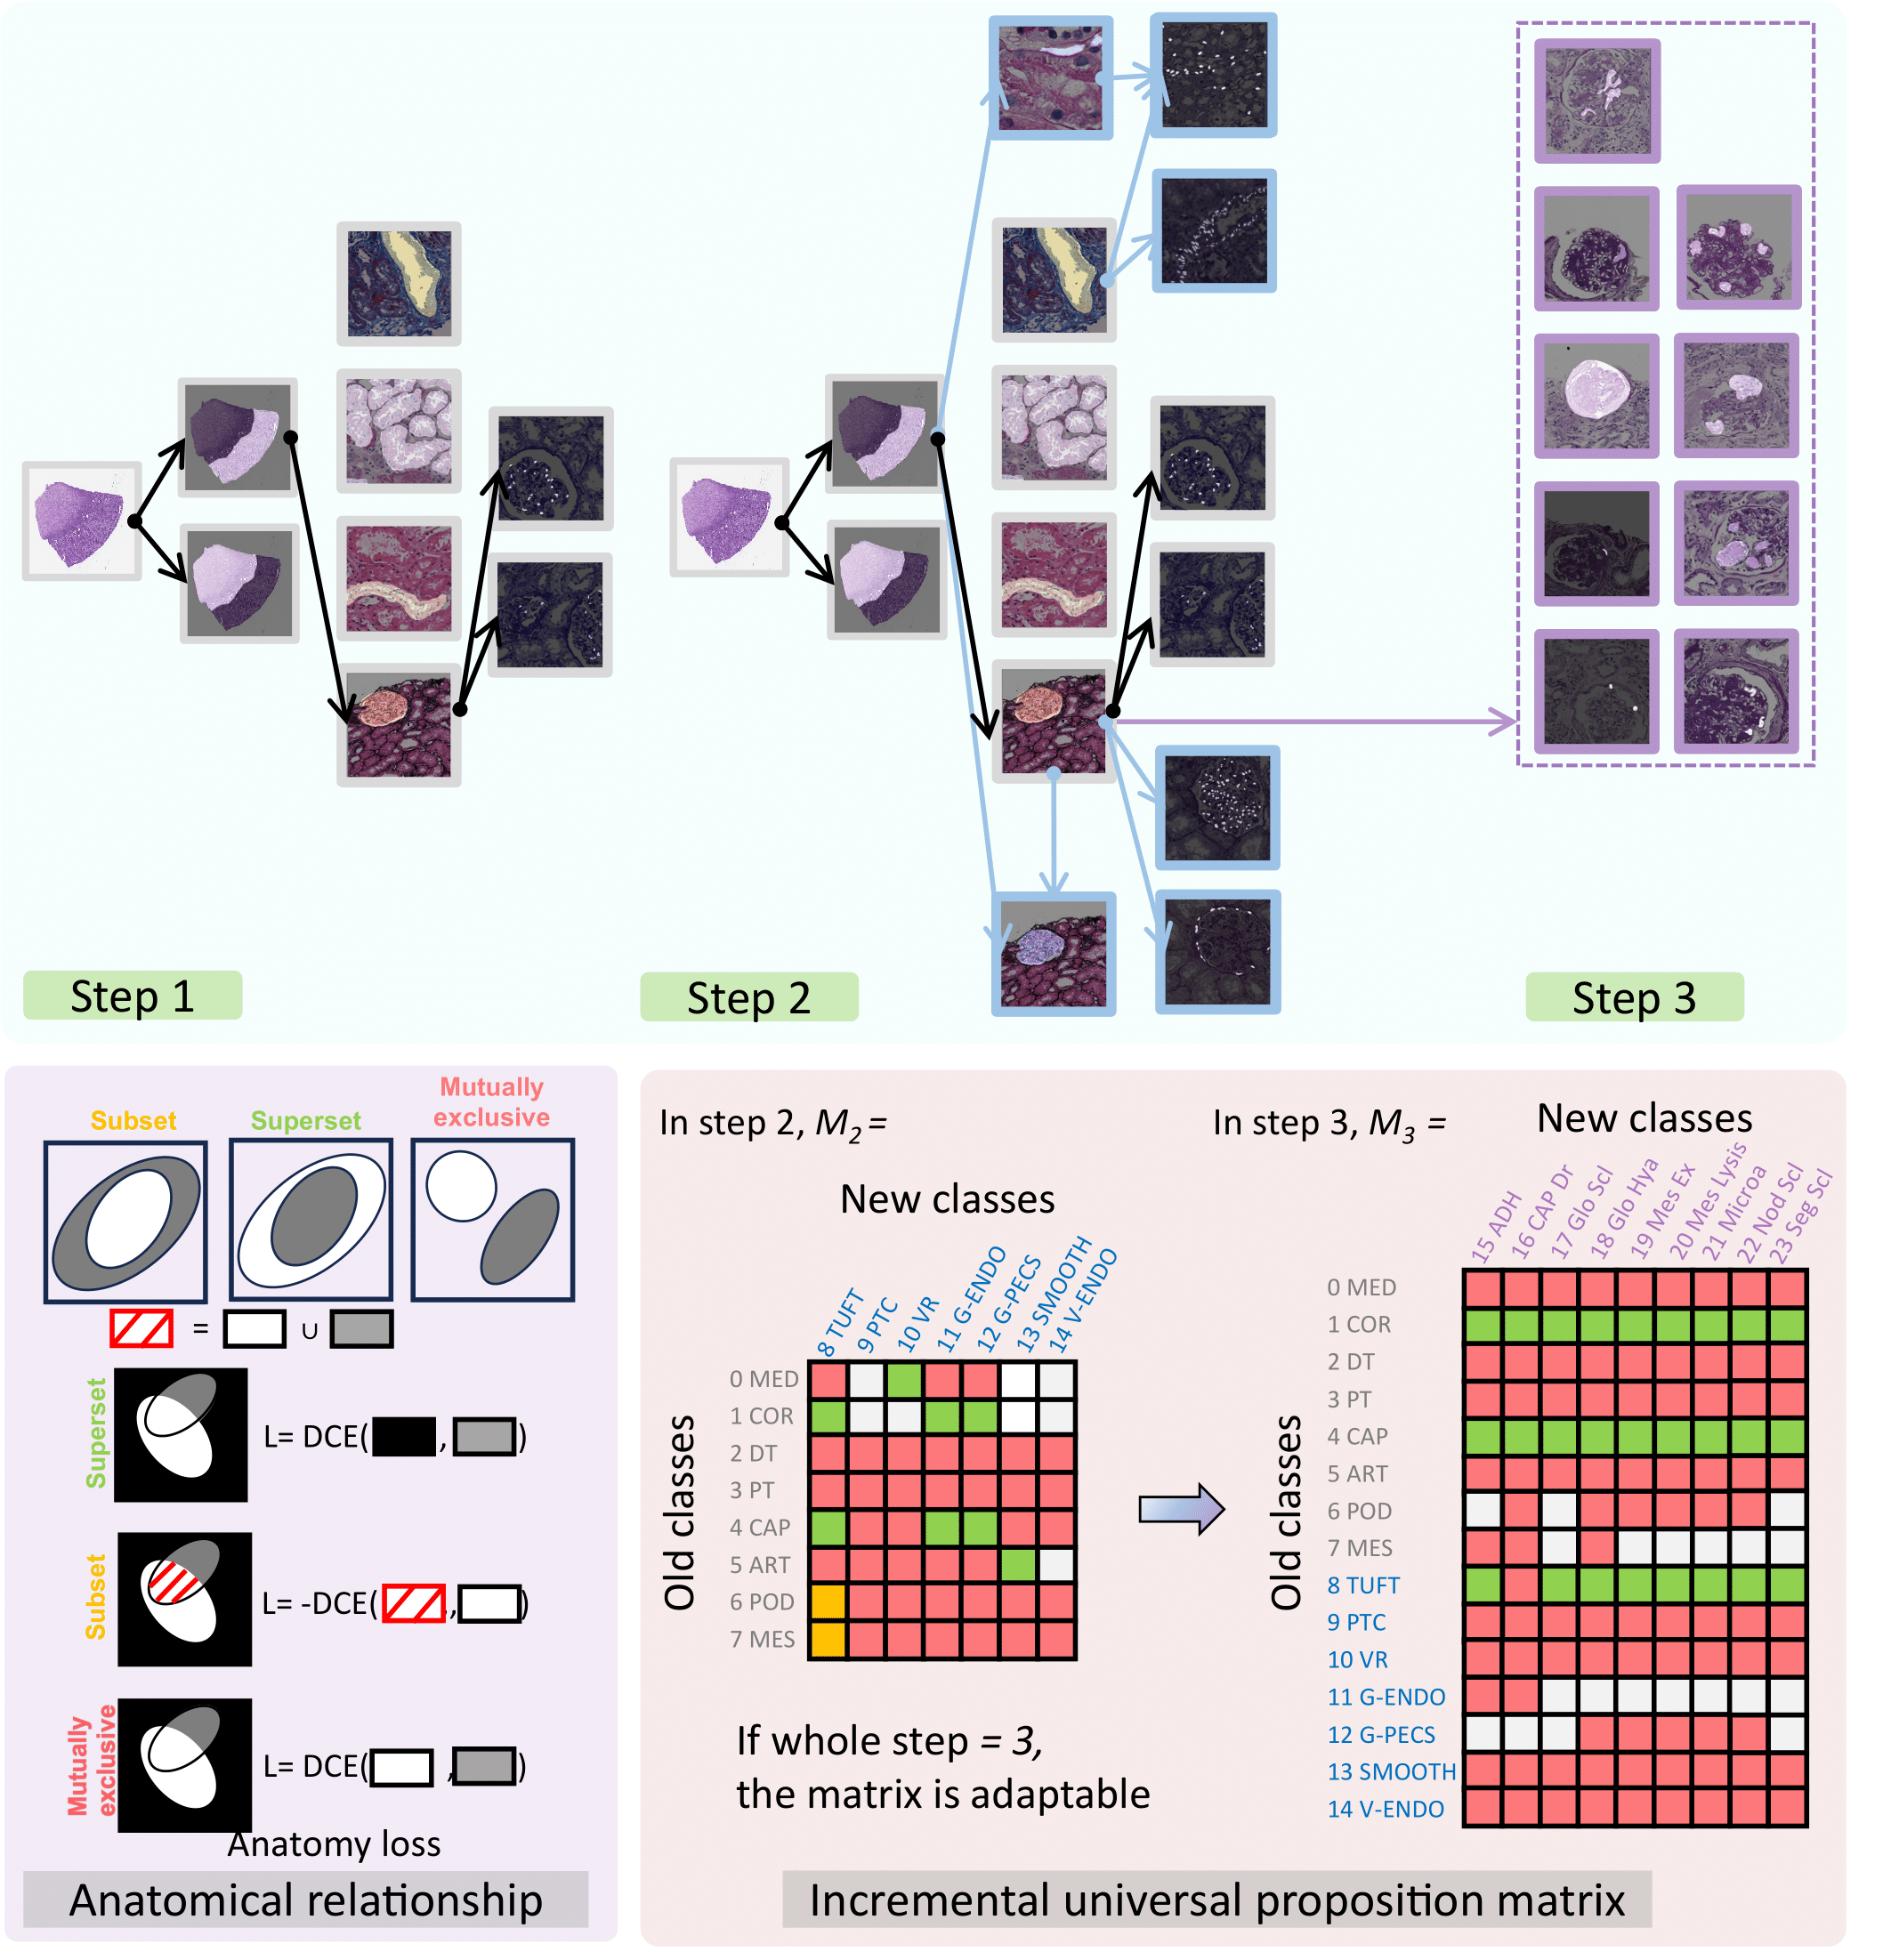 Step 1
Step 2
Step 3
Subset
Superset
Mutually
exclusive
= ∪
Superset
L= DCE( , )
Subset
L= -DCE( , )
Mutually
exclusive
L= DCE( , )
Anatomy loss
Anatomical relationship
In step 2, M2 =
New classes
8 TUFT
9 PTC
10 VR
11 G-ENDO
12 G-PECS
13 SMOOTH
14 V-ENDO
Old classes
0 MED
1 COR
2 DT
3 PT
4 CAP
5 ART
6 POD
7 MES
If whole step = 3,
the matrix is adaptable
In step 3, M3 =
New classes
15 ADH
16 CAP Dr
17 Glo Scl
18 Glo Hya
19 Mes Ex
20 Mes Lysis
21 Microa
22 Nod Scl
23 Seg Scl
Old classes
0 MED
1 COR
2 DT
3 PT
4 CAP
5 ART
6 POD
7 MES
8 TUFT
9 PTC
10 VR
11 G-ENDO
12 G-PECS
13 SMOOTH
14 V-ENDO
Incremental universal proposition matrix